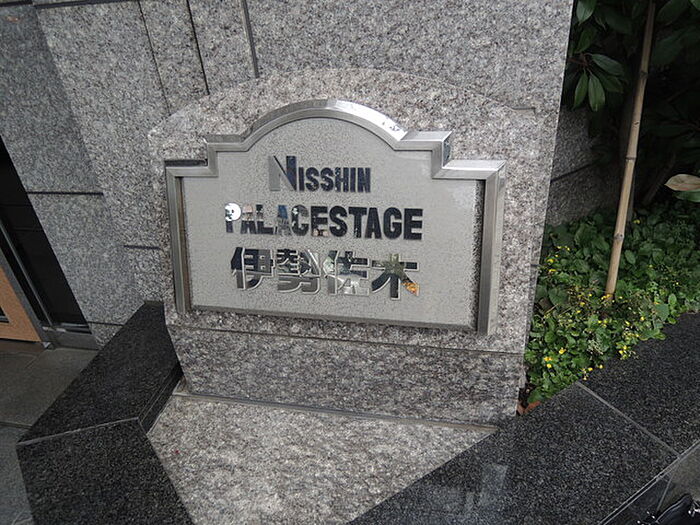 NISSHIN
PALACESTAGE
伊勢佐木